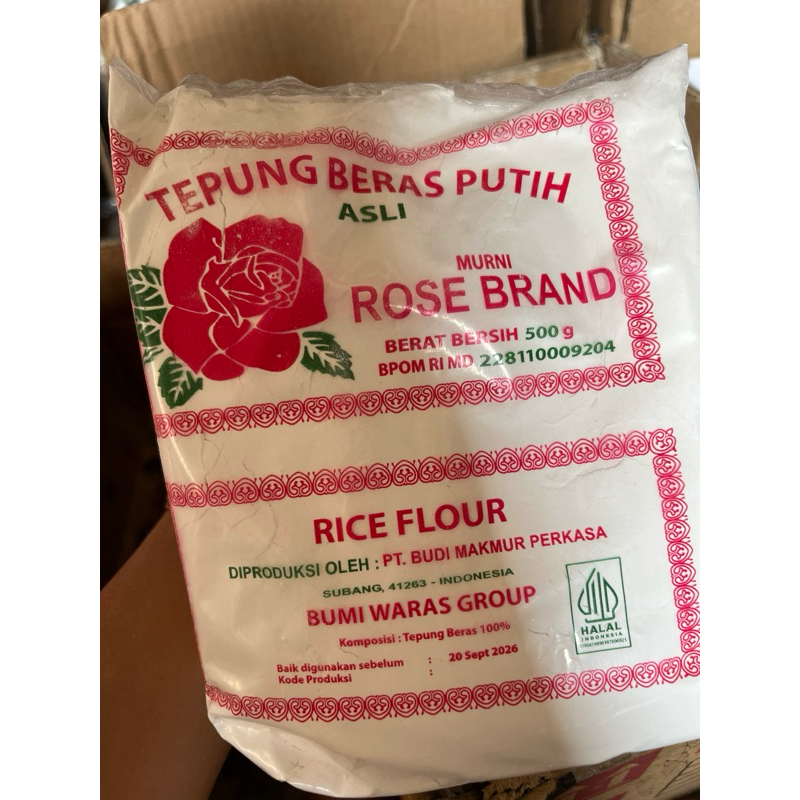 TEPUNG BERAS PUTIH
ASLI
MURNI
ROSE BRAND
BERAT BERSIH 500 g
BPOM RI MD 228110009204
RICE FLOUR
DIPRODUKSI OLEH : PT. BUDI MAKMUR PERKASA
SUBANG, 41263 - INDONESIA
BUMI WARAS GROUP
Komposisi : Tepung Beras 100%
HALAL
INDONESIA
Baik digunakan sebelum : 20 Sept 2026
Kode Produksi :